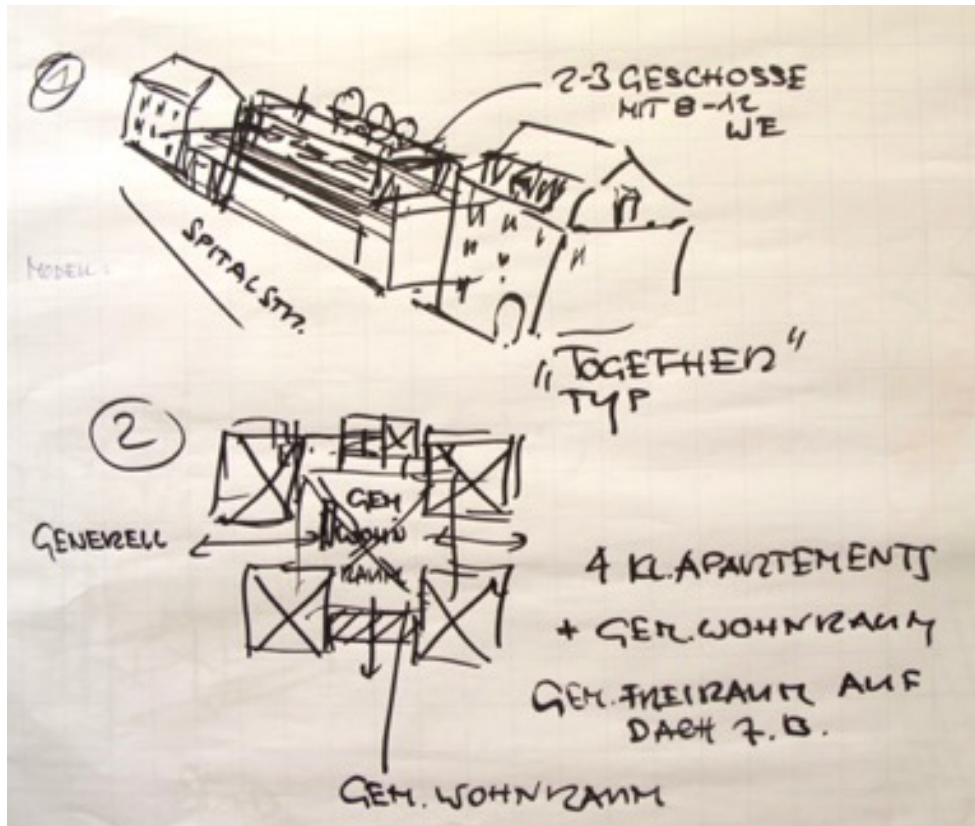 1
2-3 GESCHOSSE
MIT 8-12
WE
SPITALSTR.
MODELL:
"TOGETHER"
TYP
2
GEM
WOHN
RAUM
GENERELL
4 KL. APARTEMENTS
+ GEM. WOHNRAUM
GEM. FREIRAUM AUF
DACH Z.B.
GEM. WOHNRAUM